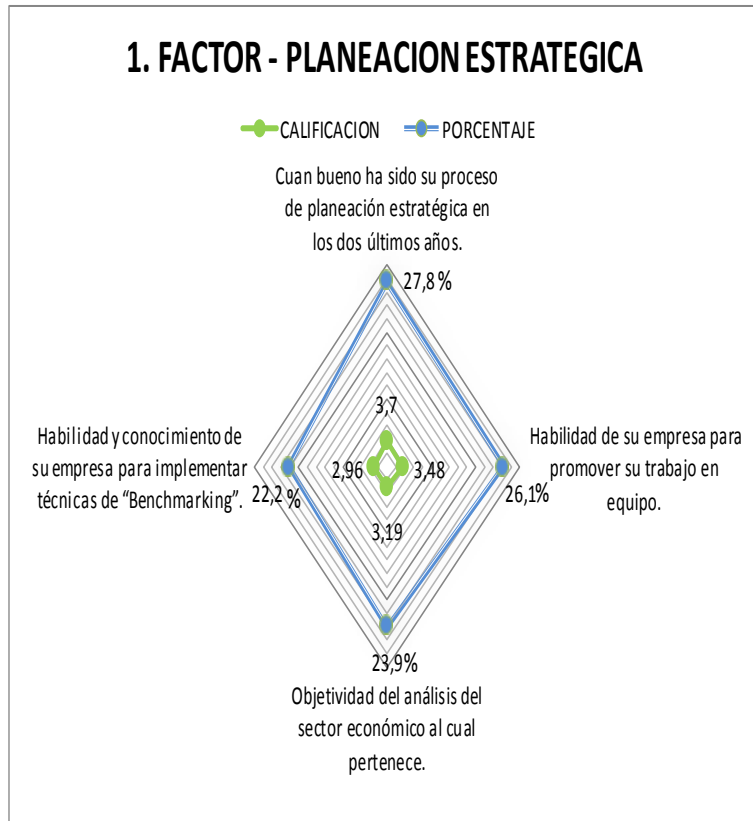 1. FACTOR - PLANEACION ESTRATEGICA
CALIFICACION PORCENTAJE
Cuan bueno ha sido su proceso
de planeación estratégica en
los dos últimos años.
27,8%
3,7
Habilidad y conocimiento de
su empresa para implementar
técnicas de “Benchmarking”.
22,2%
2,96
3,48
Habilidad de su empresa para
promover su trabajo en
equipo.
26,1%
3,19
23,9%
Objetividad del análisis del
sector económico al cual
pertenece.